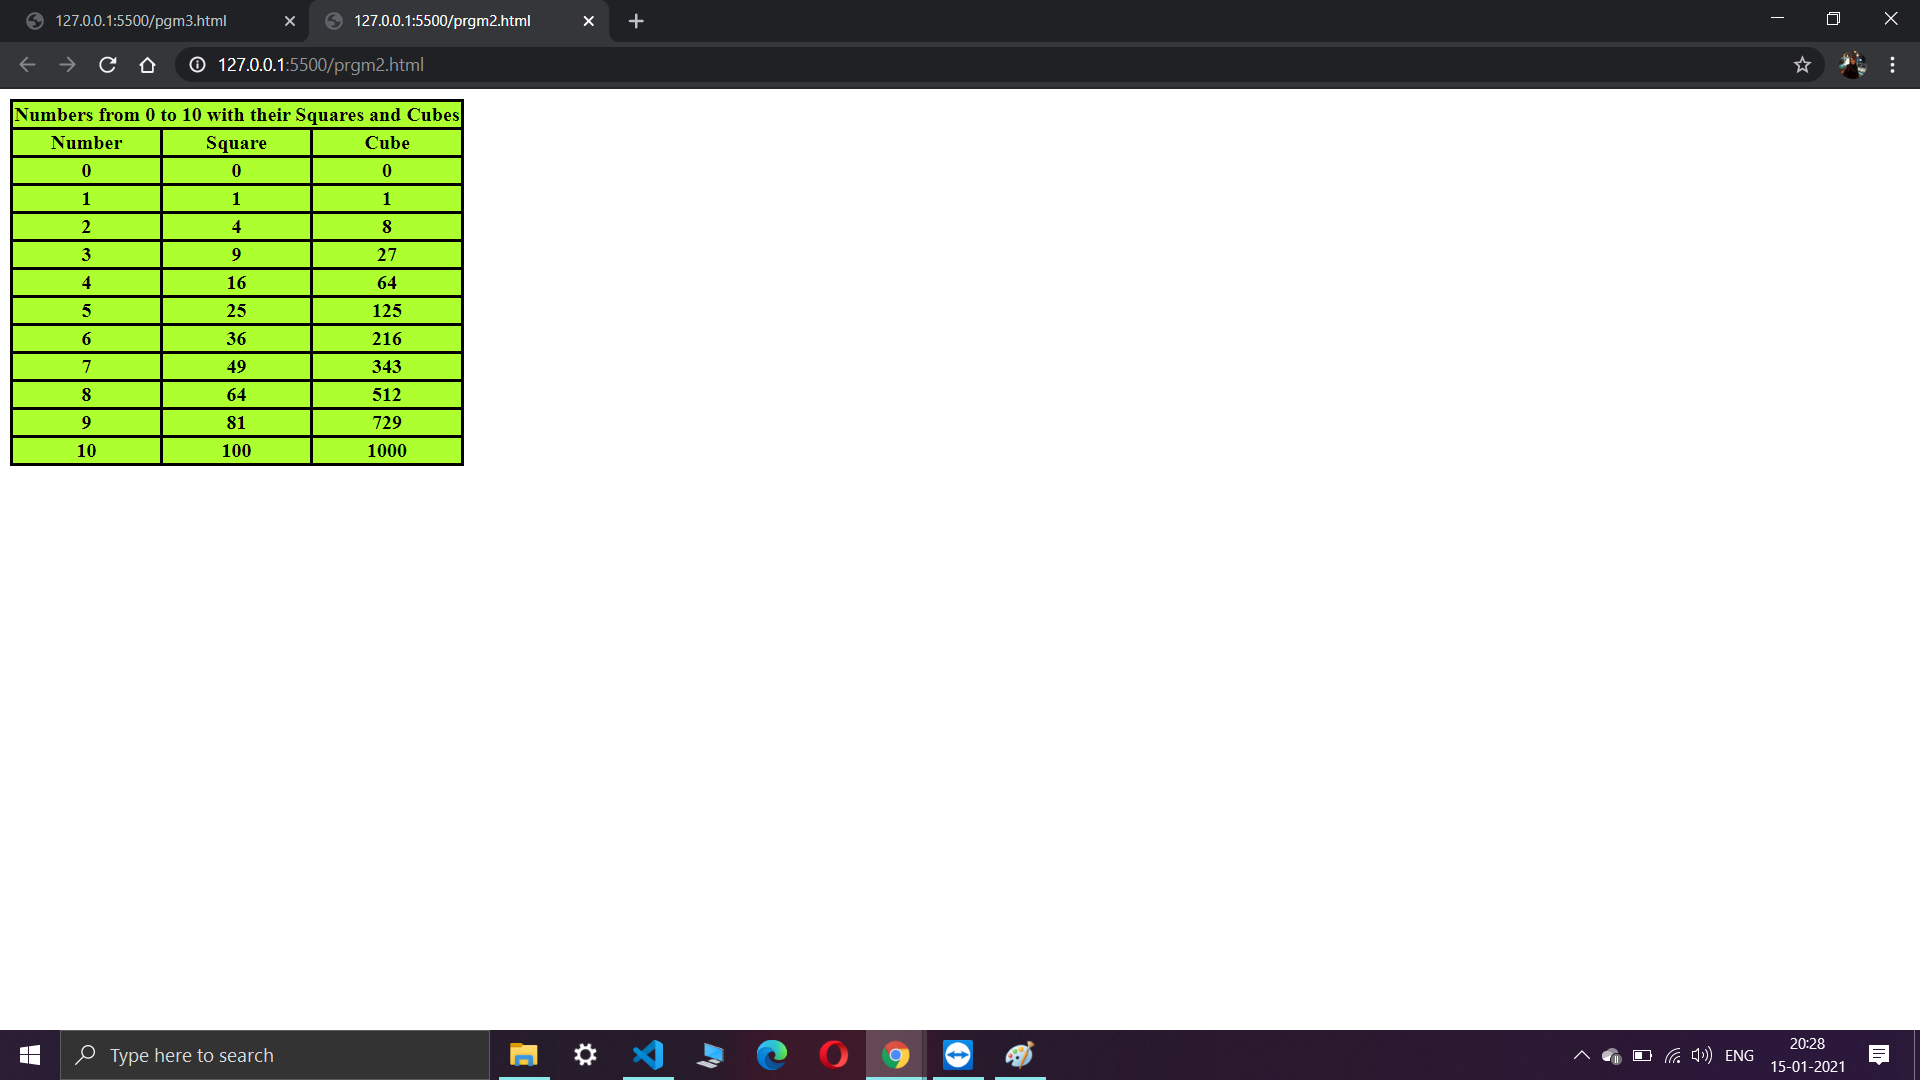 127.0.0.1:5500/pgm3.html
127.0.0.1:5500/prgm2.html
127.0.0.1:5500/prgm2.html
Numbers from 0 to 10 with their Squares and Cubes
Number Square Cube
0 0 0
1 1 1
2 4 8
3 9 27
4 16 64
5 25 125
6 36 216
7 49 343
8 64 512
9 81 729
10 100 1000
Type here to search
ENG
20:28
15-01-2021